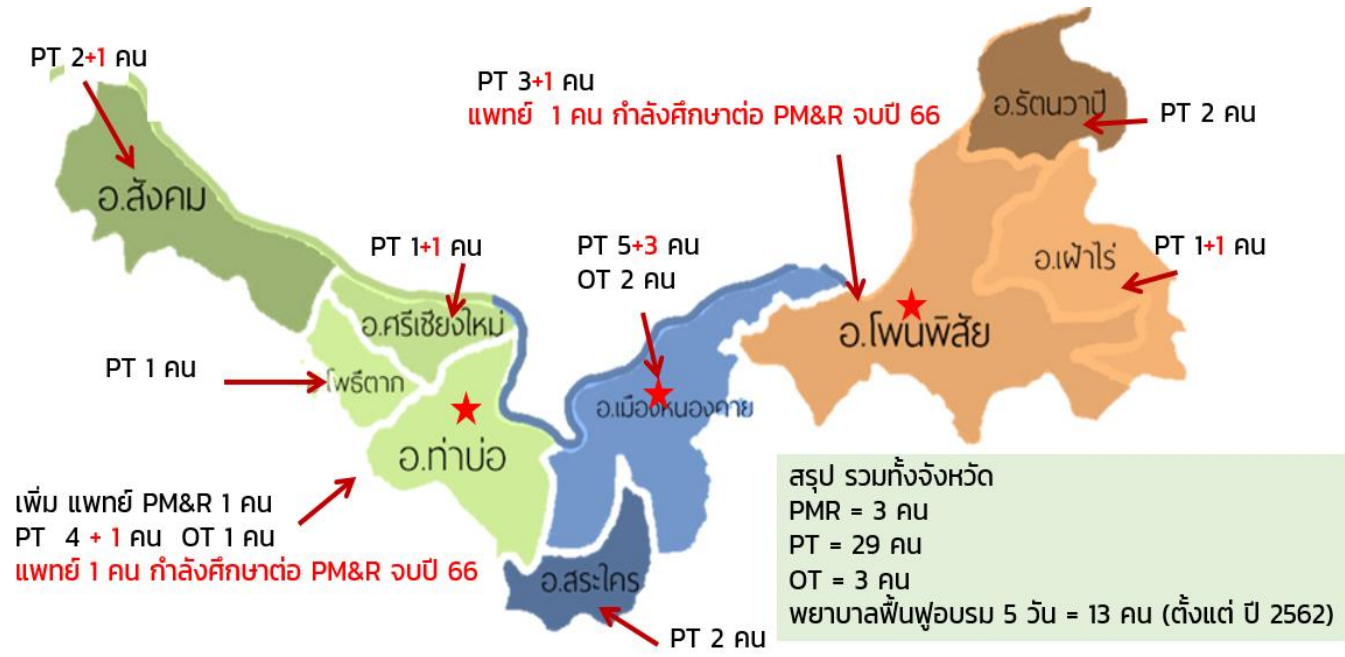 PT 2+1 คน
อ.สังคม
PT 3+1 คน
แพทย์ 1 คน กำลังศึกษาต่อ PM&R จบปี 66
อ.รัตนวาปี
PT 2 คน
PT 1+1 คน
อ.ศรีเชียงใหม่
PT 5+3 คน
OT 2 คน
อ.เฝ้าไร่
PT 1+1 คน
อ.โพนพิสัย
PT 1 คน
โพธิ์ตาก
อ.เมืองหนองคาย
อ.ท่าบ่อ
เพิ่ม แพทย์ PM&R 1 คน
PT 4 + 1 คน OT 1 คน
แพทย์ 1 คน กำลังศึกษาต่อ PM&R จบปี 66
อ.สระใคร
PT 2 คน
สรุป รวมทั้งจังหวัด
PMR = 3 คน
PT = 29 คน
OT = 3 คน
พยาบาลฟื้นฟูอบรม 5 วัน = 13 คน (ตั้งแต่ ปี 2562)